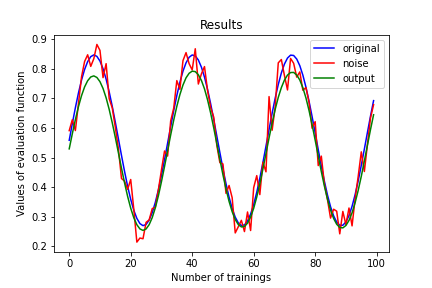 Results
original
noise
output
Values of evaluation function
0.9
0.8
0.7
0.6
0.5
0.4
0.3
0.2
0 20 40 60 80 100
Number of trainings